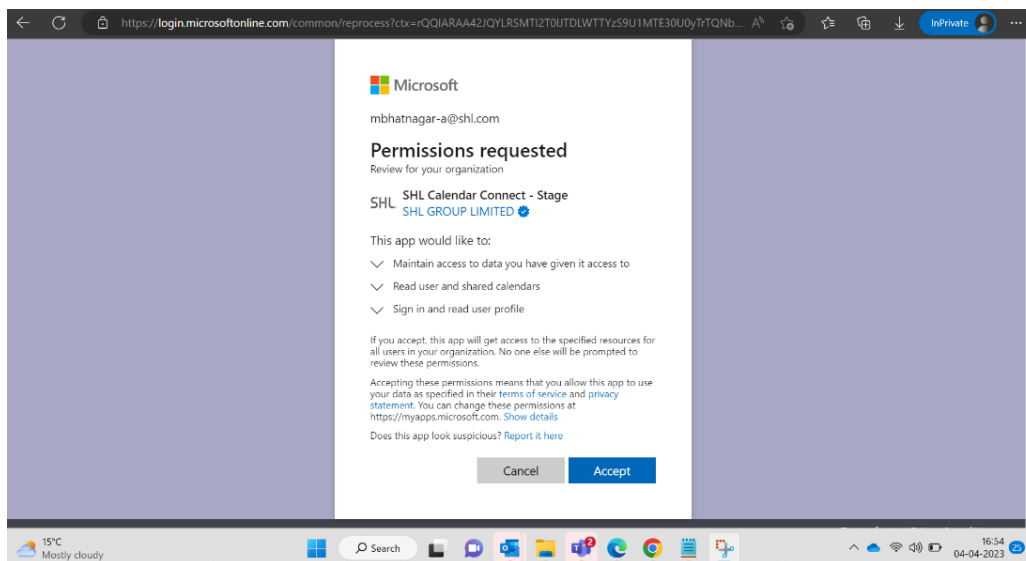 https://login.microsoftonline.com/common/reprocess?ctx=rQQIARAA42JQYLRSMTI2T0IJTDLWTTYzS9U1MTE30U0yTrTQNb...
InPrivate
Microsoft
mbhatnagar-a@shl.com
Permissions requested
Review for your organization
SHL
SHL Calendar Connect - Stage
SHL GROUP LIMITED
This app would like to:
Maintain access to data you have given it access to
Read user and shared calendars
Sign in and read user profile
If you accept, this app will get access to the specified resources for
all users in your organization. No one else will be prompted to
review these permissions.
Accepting these permissions means that you allow this app to use
your data as specified in their terms of service and privacy
statement. You can change these permissions at
https://myapps.microsoft.com. Show details
Does this app look suspicious? Report it here
Cancel
Accept
15°C
Mostly cloudy
Search
2
16:54
04-04-2023
25